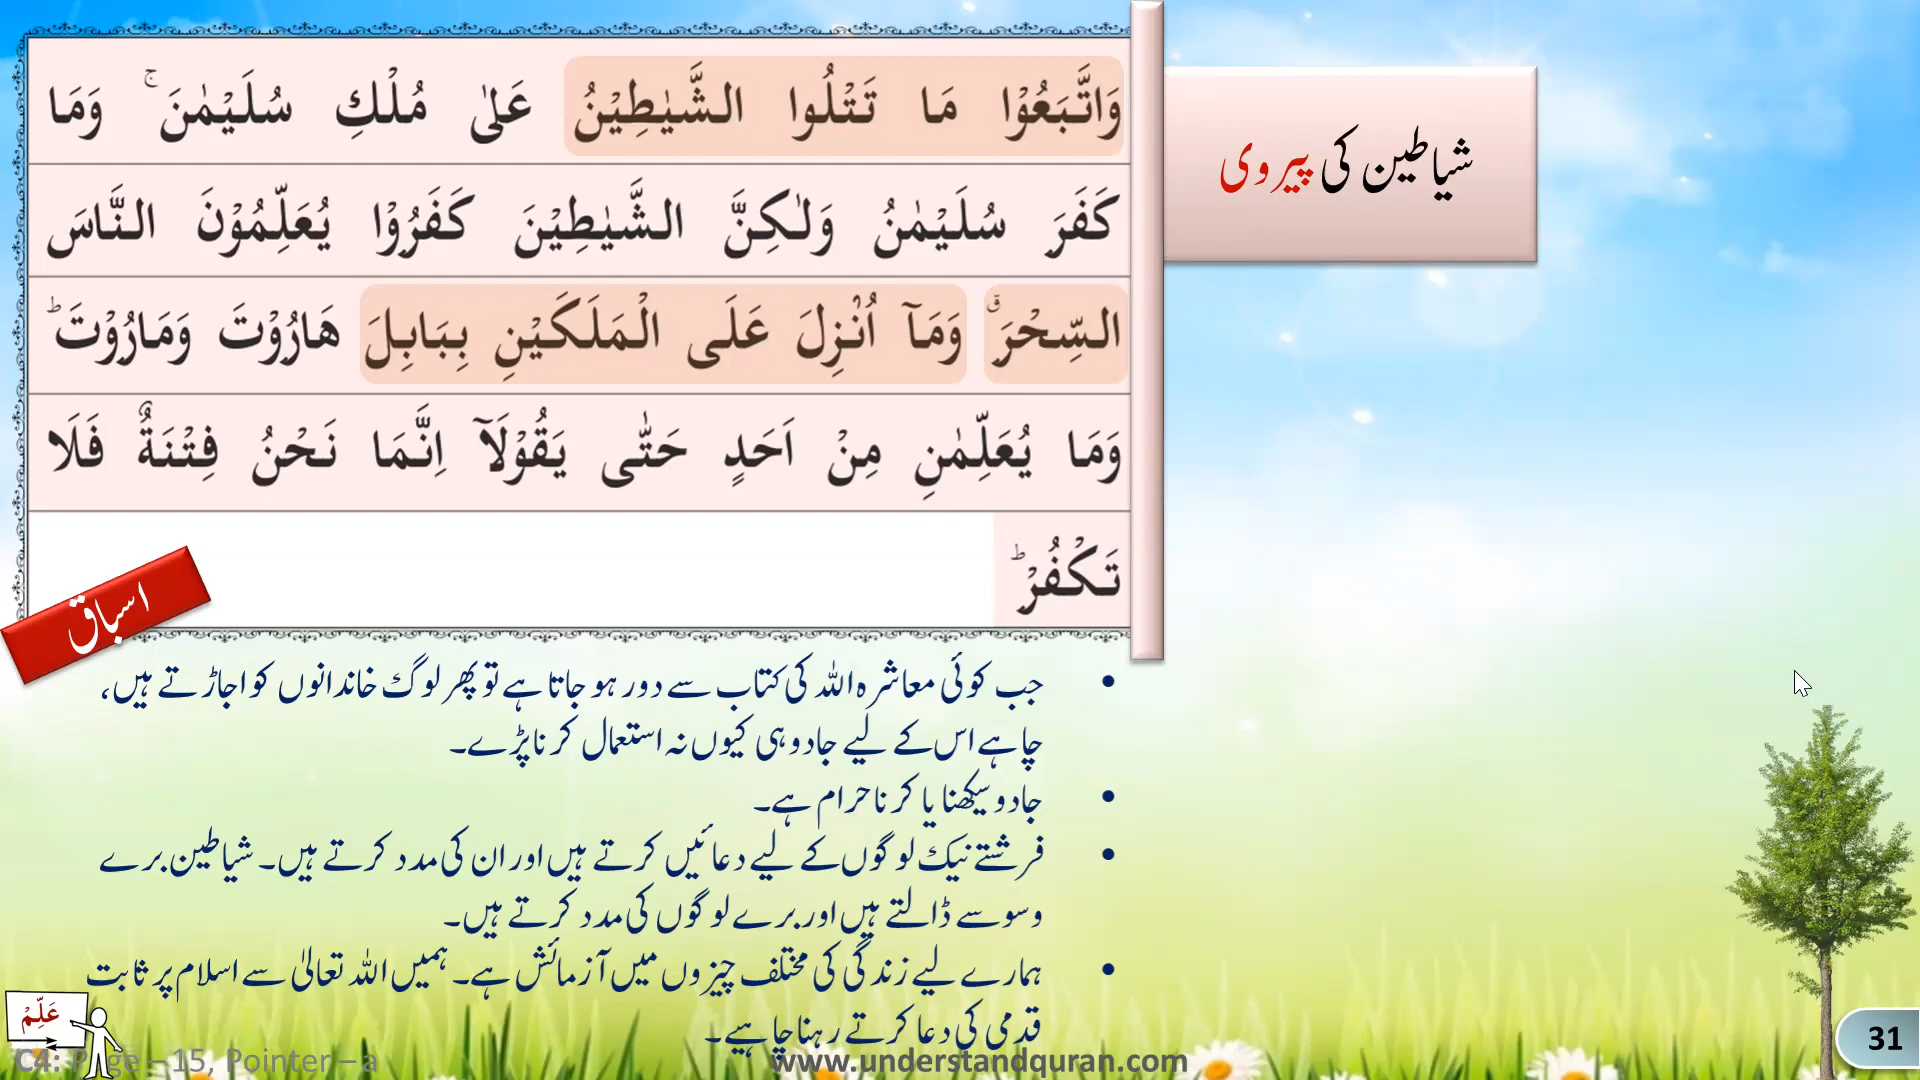 شیاطین کی پیروی
وَاتَّبَعُوْا مَا تَتْلُوا الشَّيٰطِيْنُ عَلٰى مُلْكِ سُلَيْمٰنَ ۚ وَمَا
كَفَرَ سُلَيْمٰنُ وَلٰكِنَّ الشَّيٰطِيْنَ كَفَرُوْا يُعَلِّمُوْنَ النَّاسَ
السِّحْرَ ۗ وَمَآ اُنْزِلَ عَلَى الْمَلَكَيْنِ بِبَابِلَ هَارُوْتَ وَمَارُوْتَ ؕ
وَمَا يُعَلِّمٰنِ مِنْ اَحَدٍ حَتّٰى يَقُوْلَآ اِنَّمَا نَحْنُ فِتْنَةٌ فَلَا
تَكْفُرْ ؕ
اسباق
• جب کوئی معاشرہ اللہ کی کتاب سے دور ہو جاتا ہے تو پھر لوگ خاندانوں کو اجاڑتے ہیں،
چاہے اس کے لیے جادو ہی کیوں نہ استعمال کرنا پڑے۔
• جادو سیکھنا یا کرنا حرام ہے۔
• فرشتے نیک لوگوں کے لیے دعائیں کرتے ہیں اور ان کی مدد کرتے ہیں۔ شیاطین برے
وسوسے ڈالتے ہیں اور برے لوگوں کی مدد کرتے ہیں۔
• ہمارے لیے زندگی کی مختلف چیزوں میں آزمائش ہے۔ ہمیں اللہ تعالیٰ سے اسلام پر ثابت
قدمی کی دعا کرتے رہنا چاہیے۔
عَلِّمْ
C4: Page – 15, Pointer – a
www.understandquran.com
31